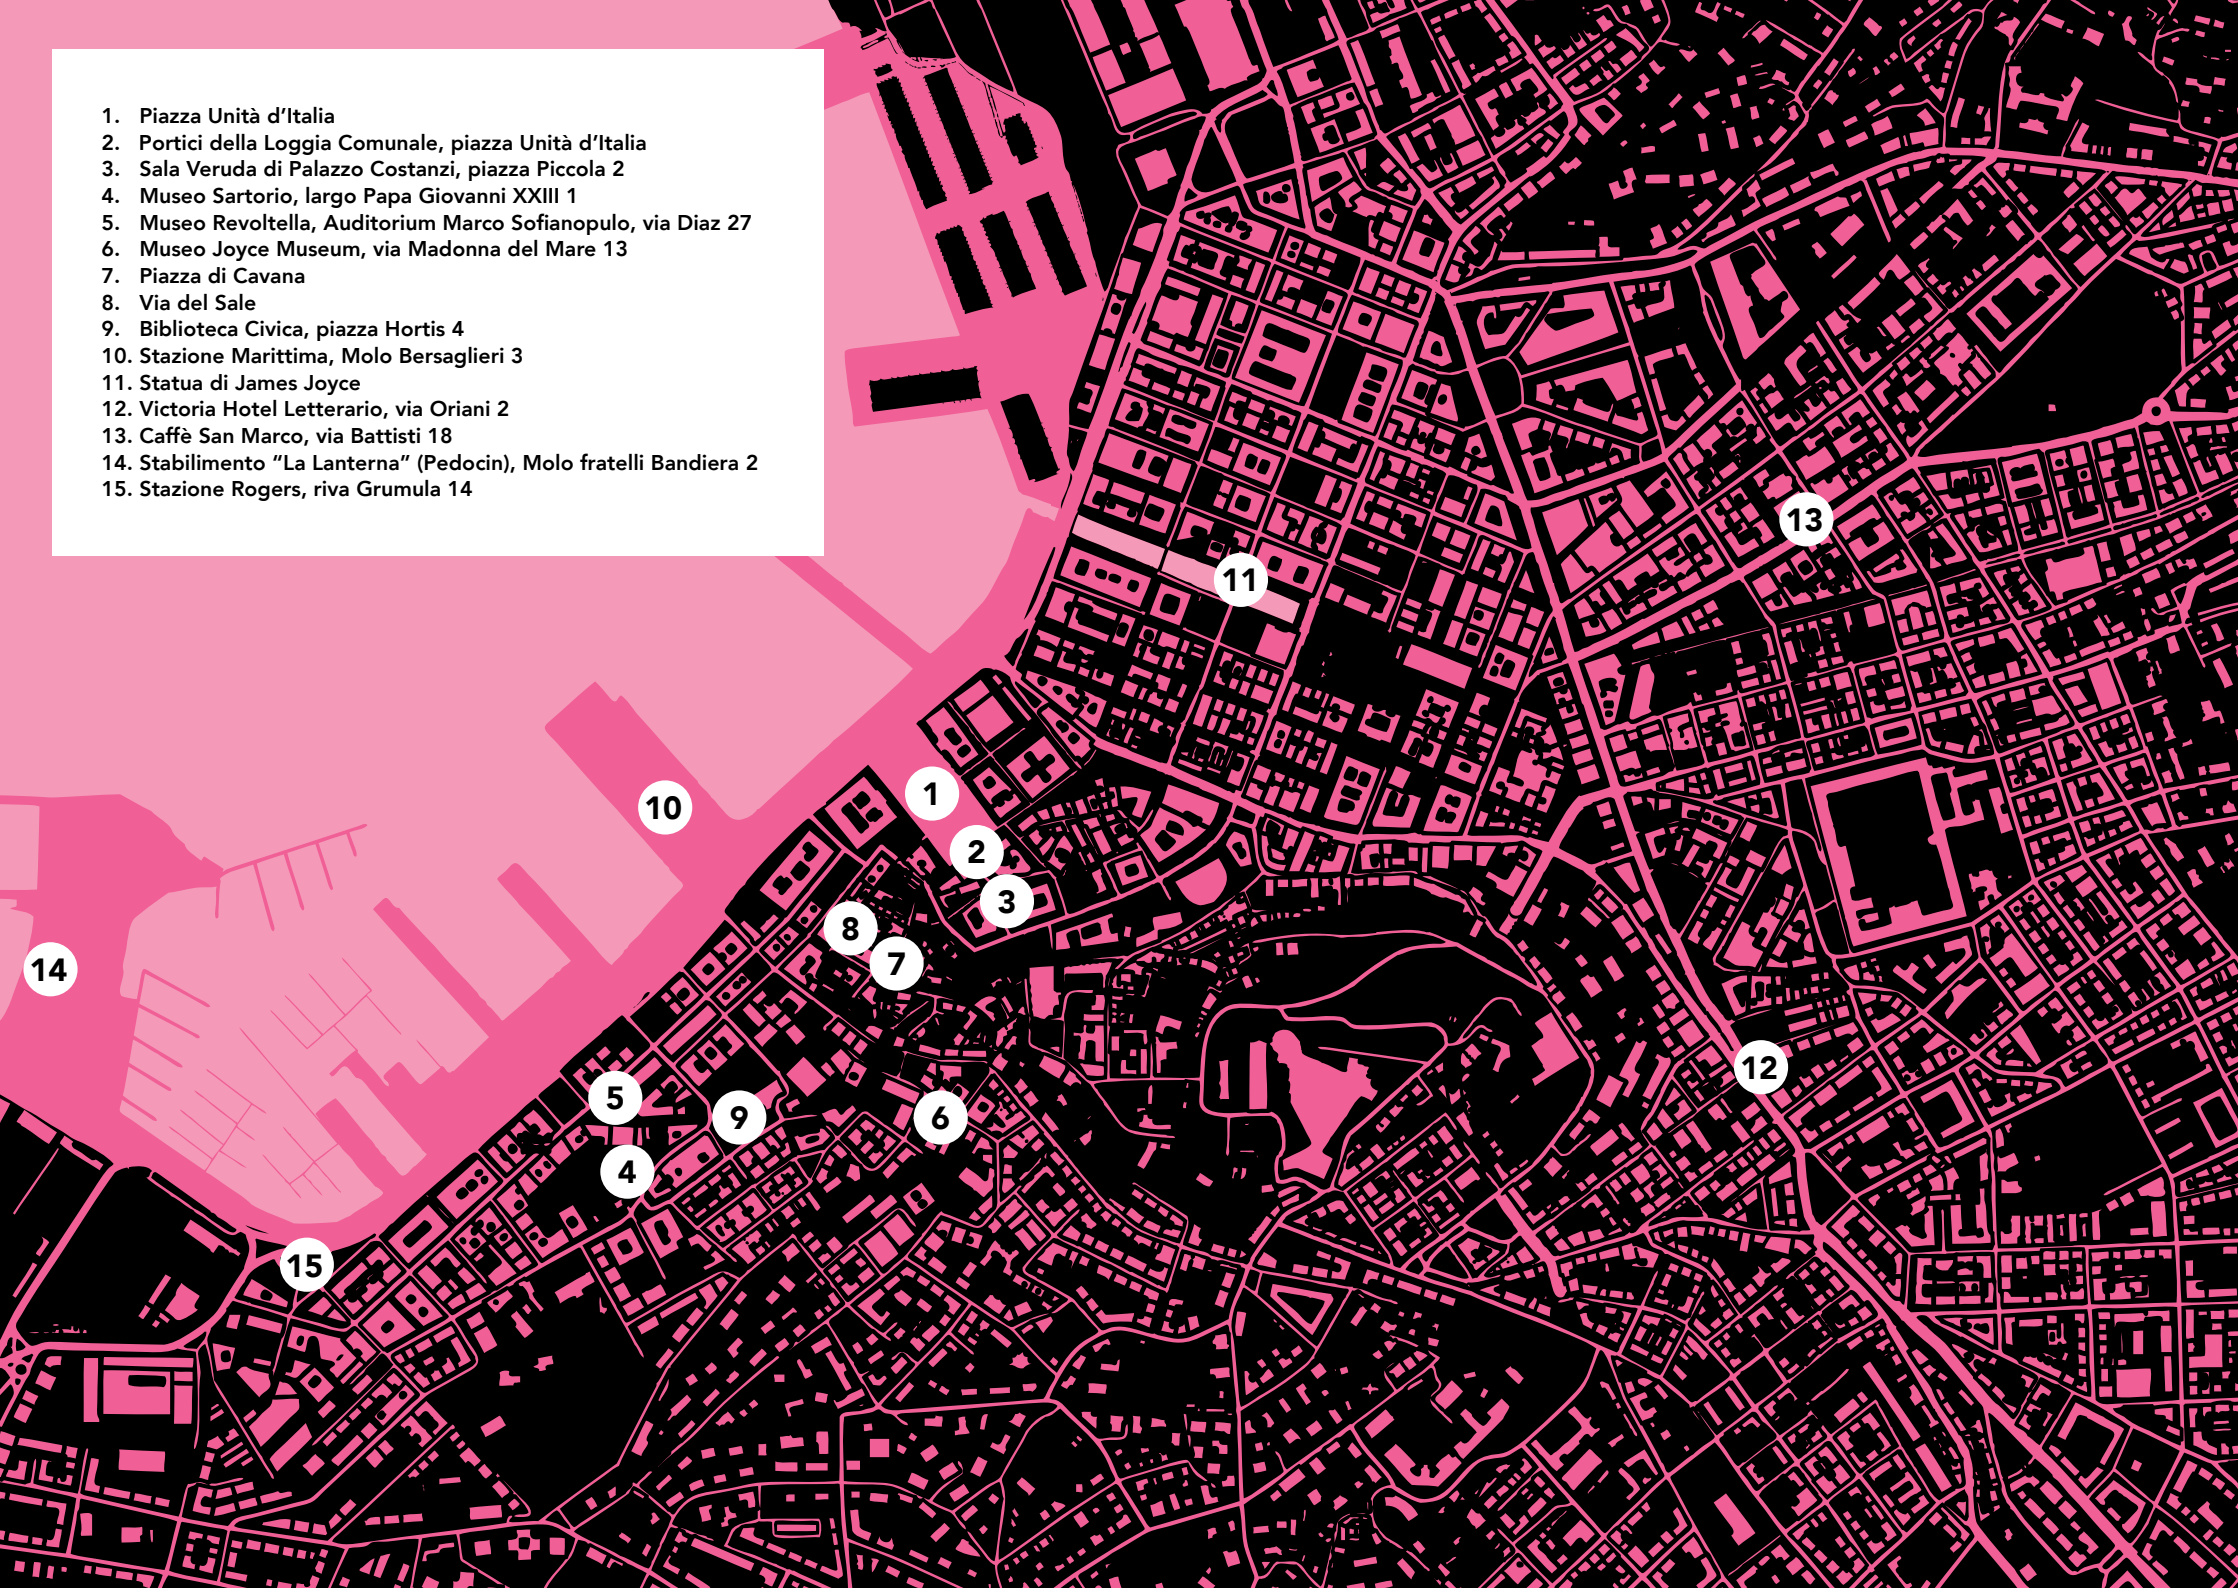 1. Piazza Unità d’Italia
2. Portici della Loggia Comunale, piazza Unità d’Italia
3. Sala Veruda di Palazzo Costanzi, piazza Piccola 2
4. Museo Sartorio, largo Papa Giovanni XXIII 1
5. Museo Revoltella, Auditorium Marco Sofianopulo, via Diaz 27
6. Museo Joyce Museum, via Madonna del Mare 13
7. Piazza di Cavana
8. Via del Sale
9. Biblioteca Civica, piazza Hortis 4
10. Stazione Marittima, Molo Bersaglieri 3
11. Statua di James Joyce
12. Victoria Hotel Letterario, via Oriani 2
13. Caffè San Marco, via Battisti 18
14. Stabilimento “La Lanterna” (Pedocin), Molo fratelli Bandiera 2
15. Stazione Rogers, riva Grumula 14
13
11
1
10
2
3
8
7
14
12
5
9
6
4
15